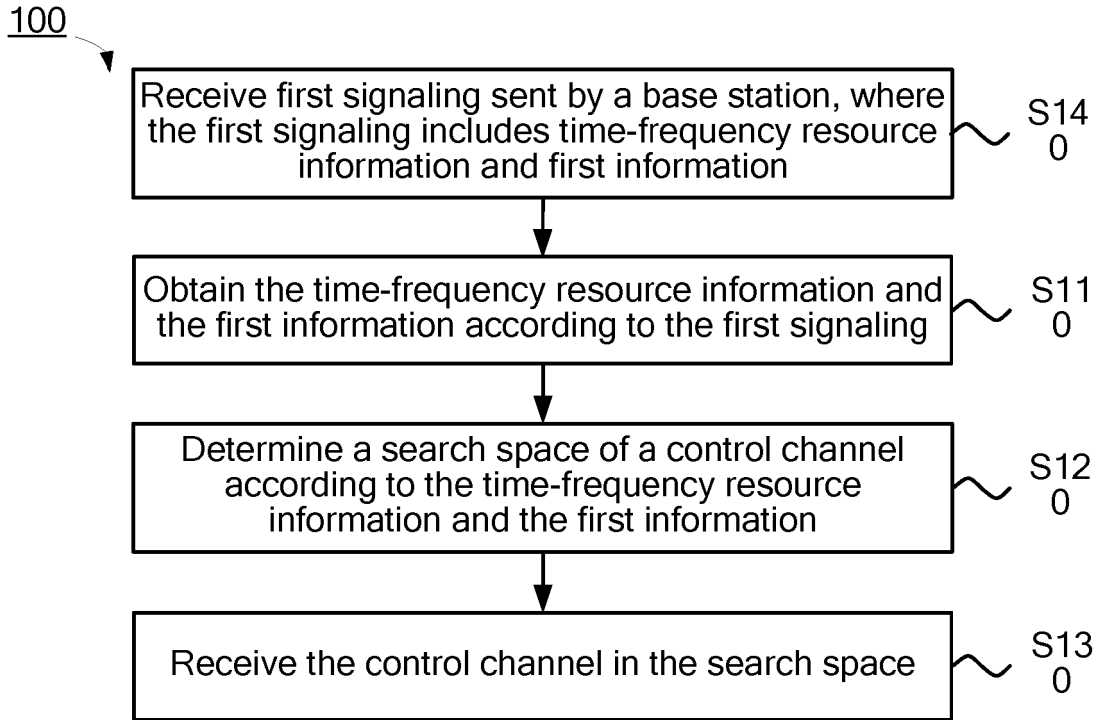 100
Receive first signaling sent by a base station, where
the first signaling includes time-frequency resource
information and first information
S14
0
Obtain the time-frequency resource information and
the first information according to the first signaling
S11
0
Determine a search space of a control channel
according to the time-frequency resource
information and the first information
S12
0
Receive the control channel in the search space
S13
0